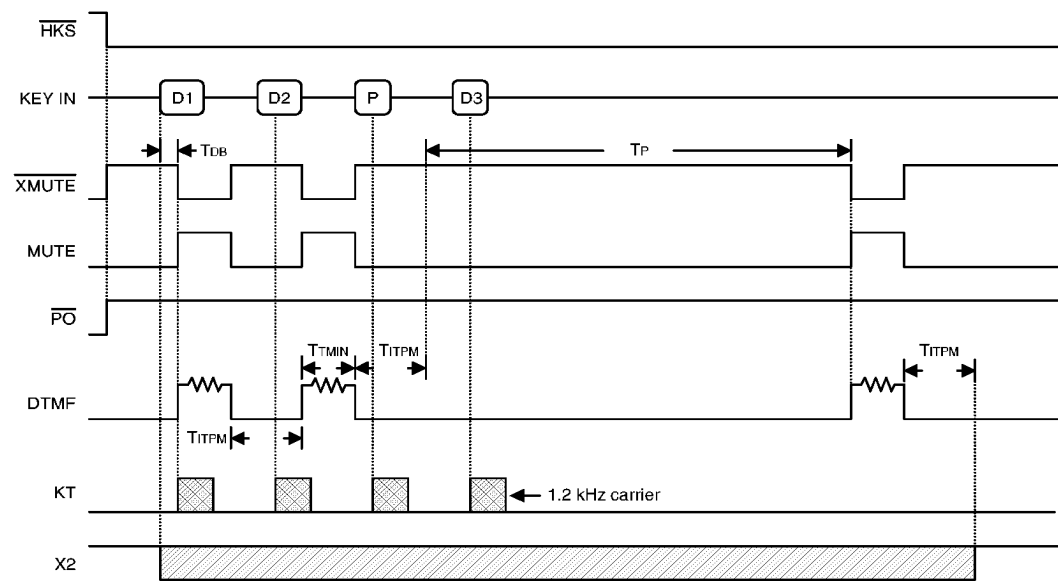 HKS
KEY IN D1 D2 P D3
TDB TP
XMUTE
MUTE
PO
TTMIN TITPM TITPM
DTMF
TITPM
KT 1.2 kHz carrier
X2